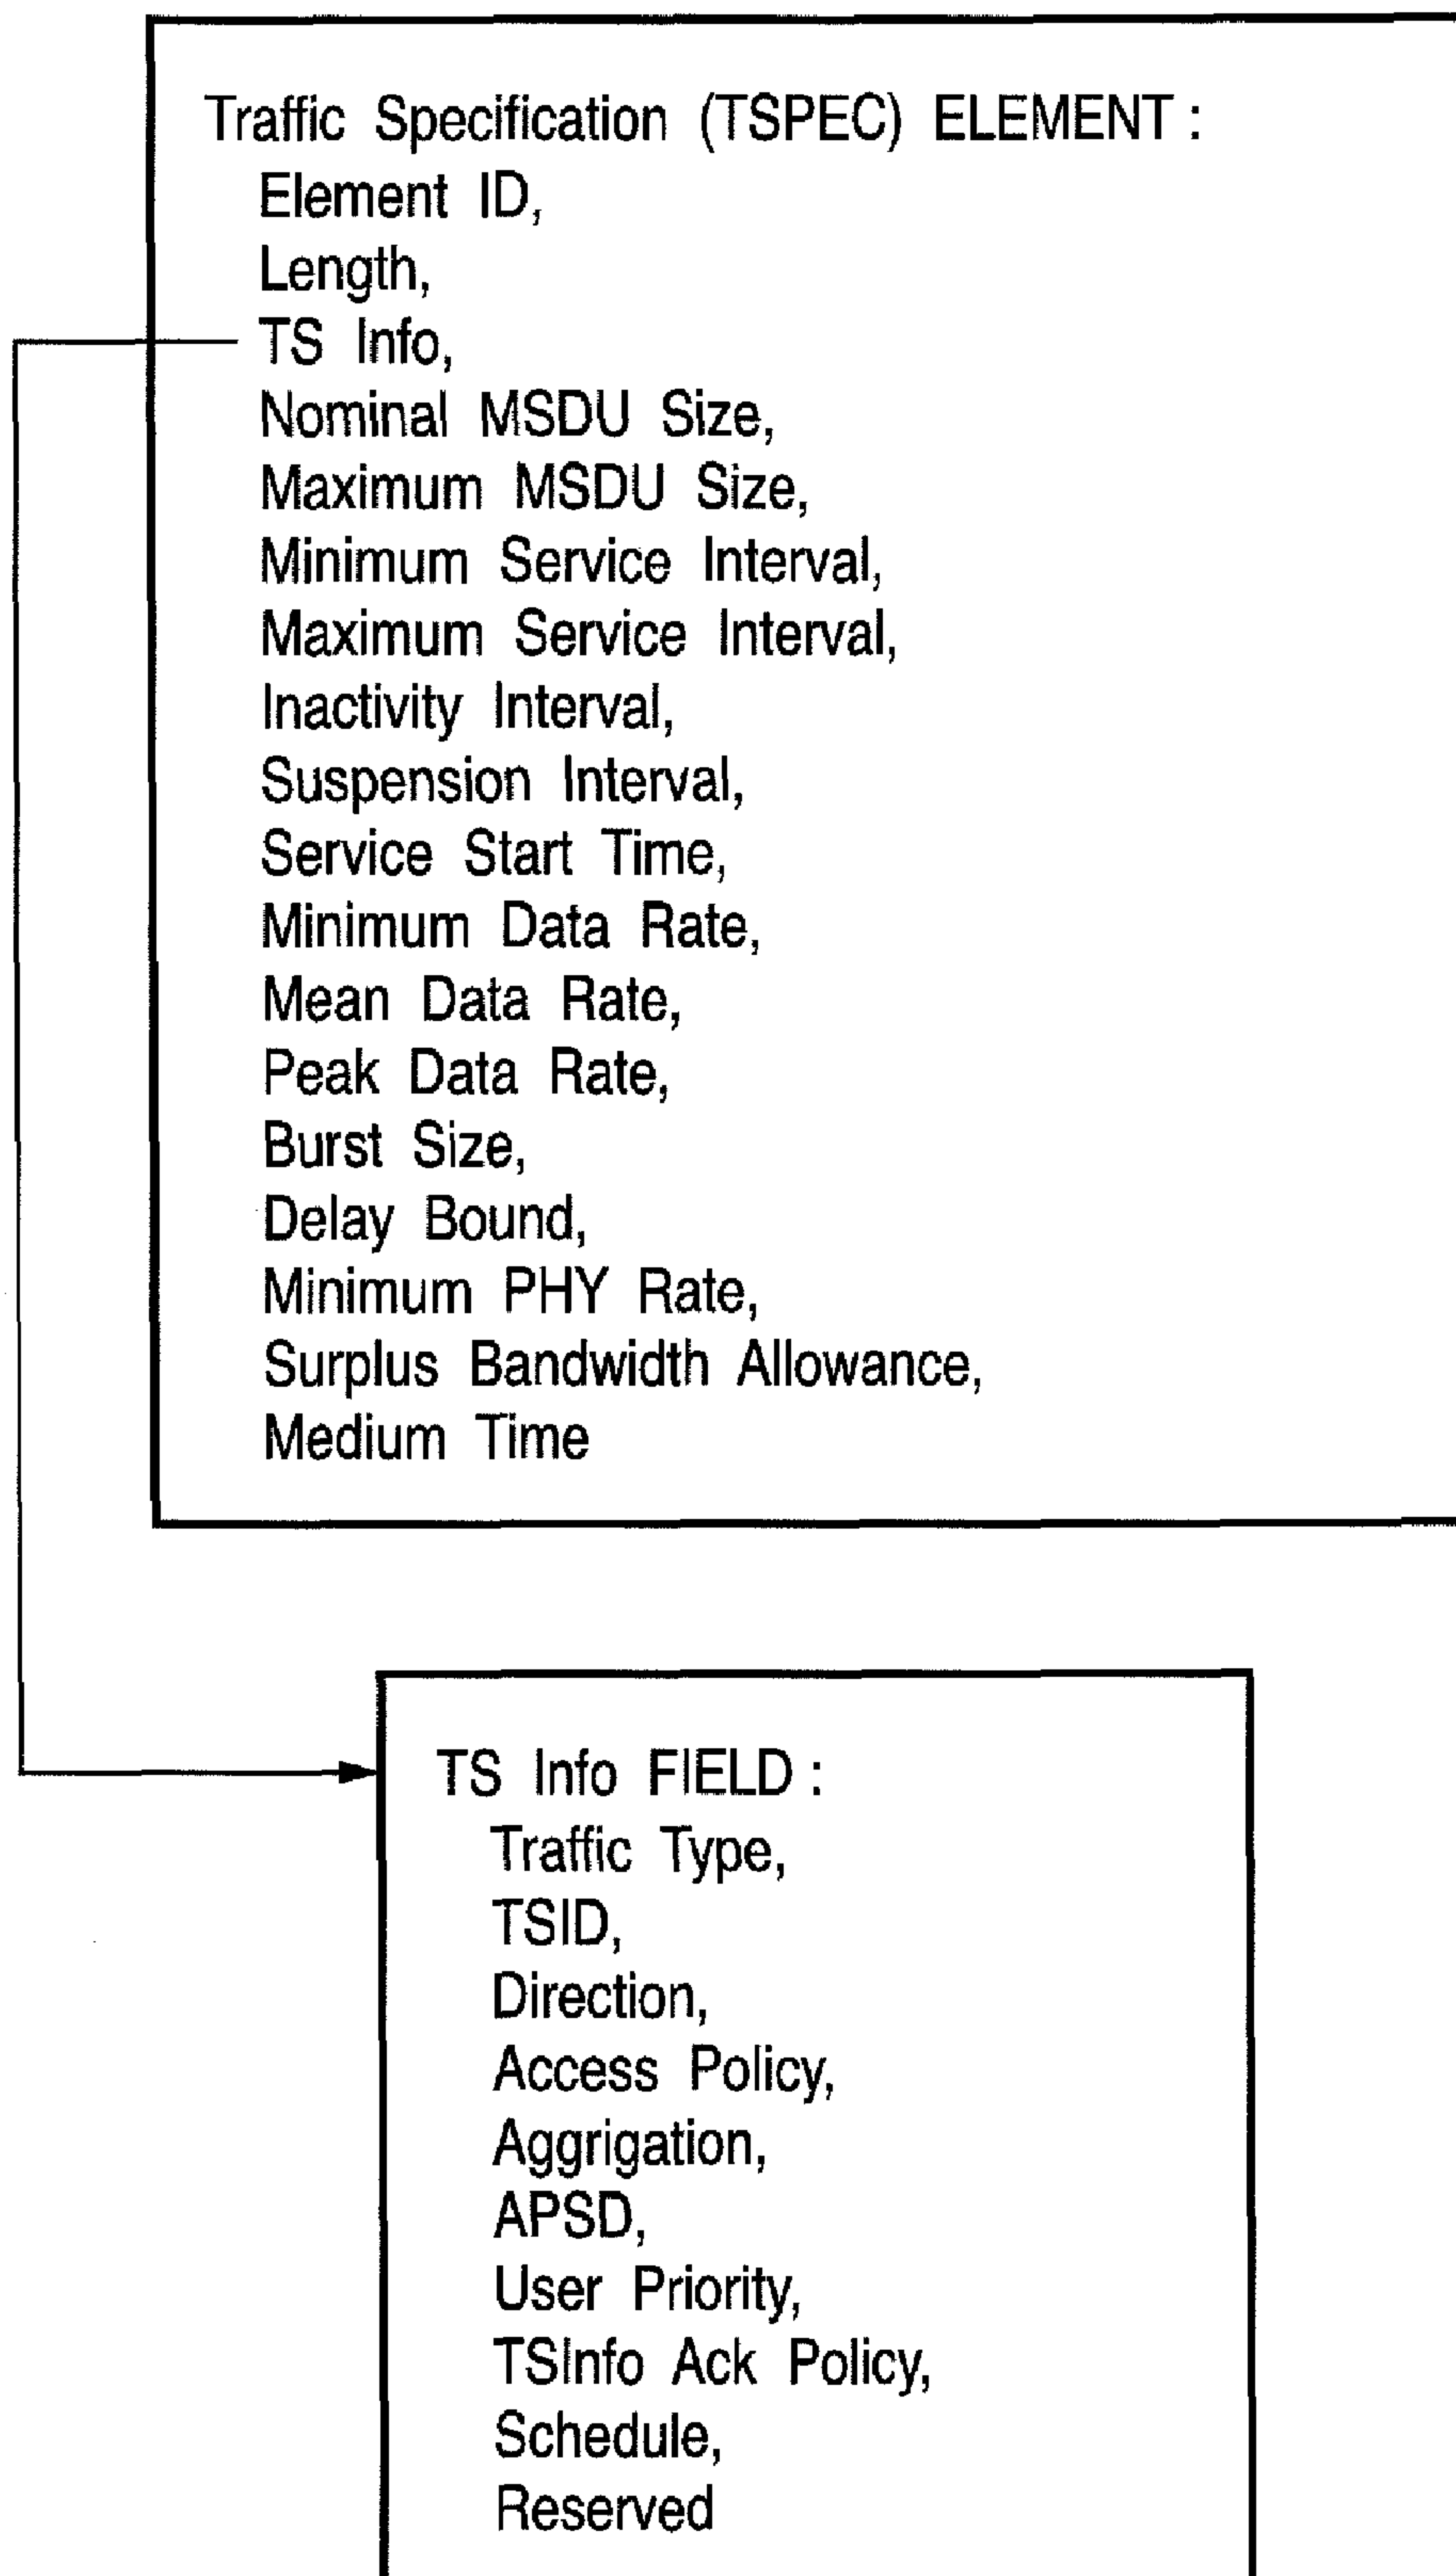 Traffic Specification (TSPEC) ELEMENT :
Element ID,
Length,
TS Info,
Nominal MSDU Size,
Maximum MSDU Size,
Minimum Service Interval,
Maximum Service Interval,
Inactivity Interval,
Suspension Interval,
Service Start Time,
Minimum Data Rate,
Mean Data Rate,
Peak Data Rate,
Burst Size,
Delay Bound,
Minimum PHY Rate,
Surplus Bandwidth Allowance,
Medium Time
TS Info FIELD :
Traffic Type,
TSID,
Direction,
Access Policy,
Aggrigation,
APSD,
User Priority,
TSInfo Ack Policy,
Schedule,
Reserved